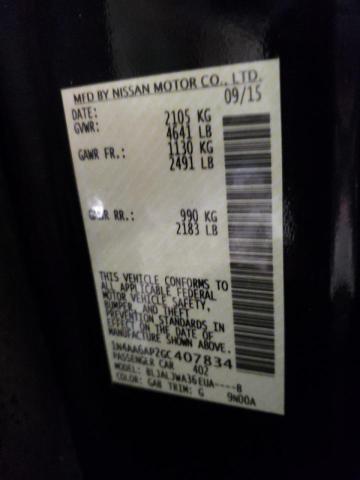 MFD BY NISSAN MOTOR CO., LTD.
DATE: 09/15
GVWR: 2105 KG
4641 LB
GAWR FR.: 1130 KG
2491 LB
GAWR RR.: 990 KG
2183 LB
THIS VEHICLE CONFORMS TO
ALL APPLICABLE FEDERAL
MOTOR VEHICLE SAFETY,
BUMPER, AND THEFT
PREVENTION STANDARDS IN
EFFECT ON THE DATE OF
MANUFACTURE SHOWN ABOVE.
1N4AA6AP2GC407834
PASSENGER CAR 402
MODEL: BLJALJWA36EUA----B
COLOR: GAB TRIM: G 9N00A